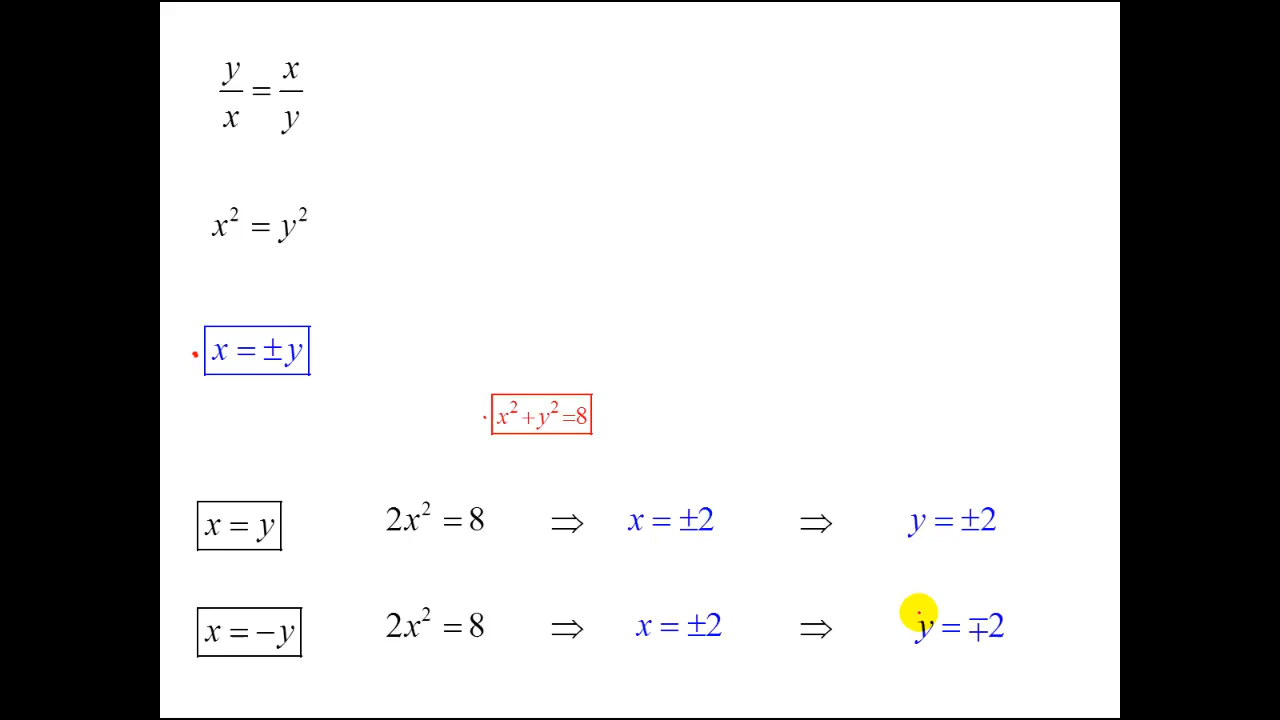 y/x = x/y
x² = y²
x = ±y
x²+y²=8
x = y 2x² = 8 ⇒ x = ±2 ⇒ y = ±2
x = −y 2x² = 8 ⇒ x = ±2 ⇒ y = ∓2